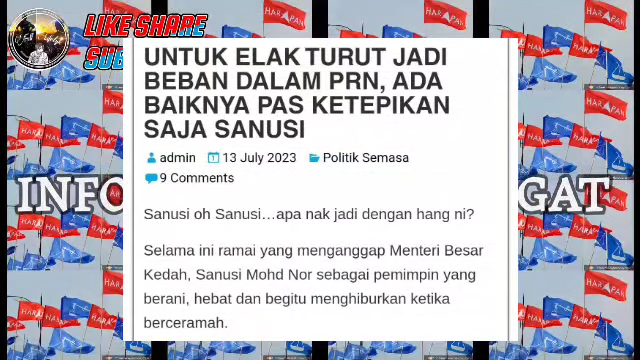 LIKE SHARE
SUB
UNTUK ELAK TURUT JADI
BEBAN DALAM PRN, ADA
BAIKNYA PAS KETEPIKAN
SAJA SANUSI
admin 13 July 2023 Politik Semasa
9 Comments
INFO GAT
Sanusi oh Sanusi…apa nak jadi dengan hang ni?
Selama ini ramai yang menganggap Menteri Besar
Kedah, Sanusi Mohd Nor sebagai pemimpin yang
berani, hebat dan begitu menghiburkan ketika
berceramah.
HARAPAN
HARAPAN